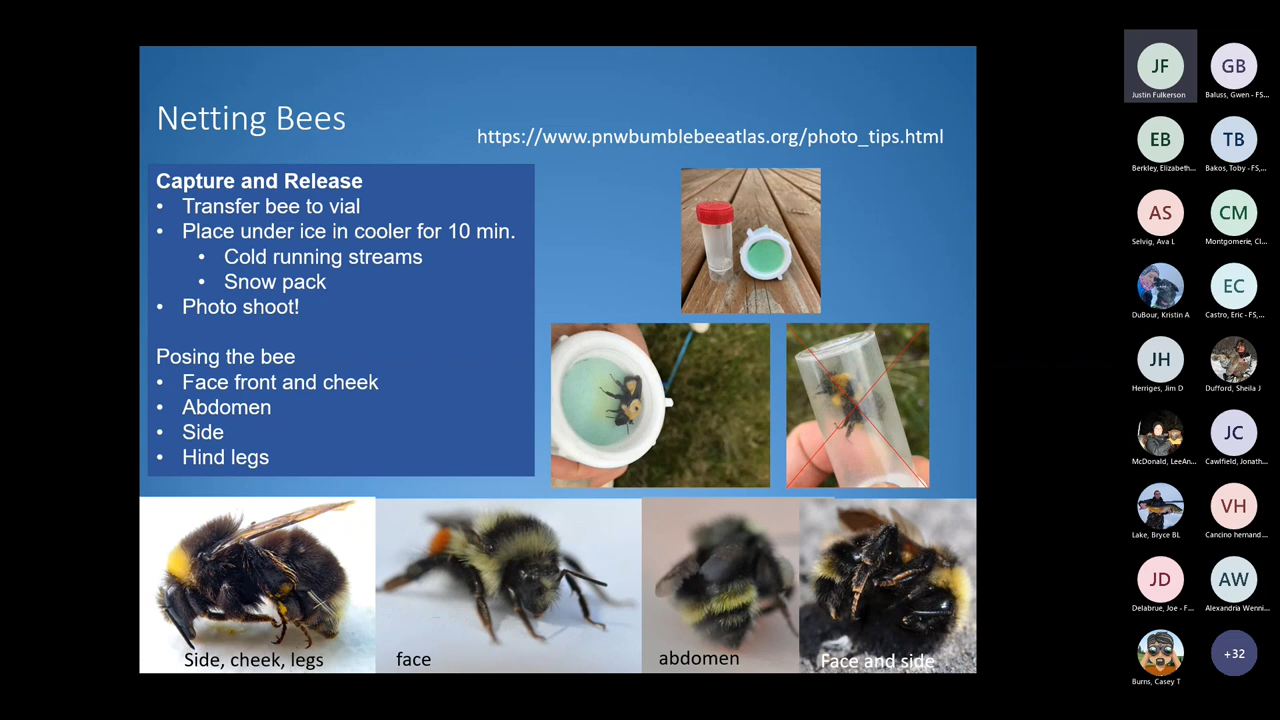 Netting Bees
https://www.pnwbumblebeeatlas.org/photo_tips.html
Capture and Release
• Transfer bee to vial
• Place under ice in cooler for 10 min.
• Cold running streams
• Snow pack
• Photo shoot!
Posing the bee
• Face front and cheek
• Abdomen
• Side
• Hind legs
Side, cheek, legs
face
abdomen
Face and side
JF
Justin Fulkerson
GB
Baluss, Gwen - FS...
EB
Berkley, Elizabeth...
TB
Bakos, Toby - FS,...
AS
Selvig, Ava L
CM
Montgomerie, Cl...
DuBour, Kristin A
EC
Castro, Eric - FS,...
JH
Herriges, Jim D
Dufford, Sheila J
McDonald, LeeAn...
JC
Cawlfield, Jonath...
Lake, Bryce BL
VH
Cancino hernand...
JD
Delabrue, Joe - F...
AW
Alexandria Wenni...
Burns, Casey T
+32